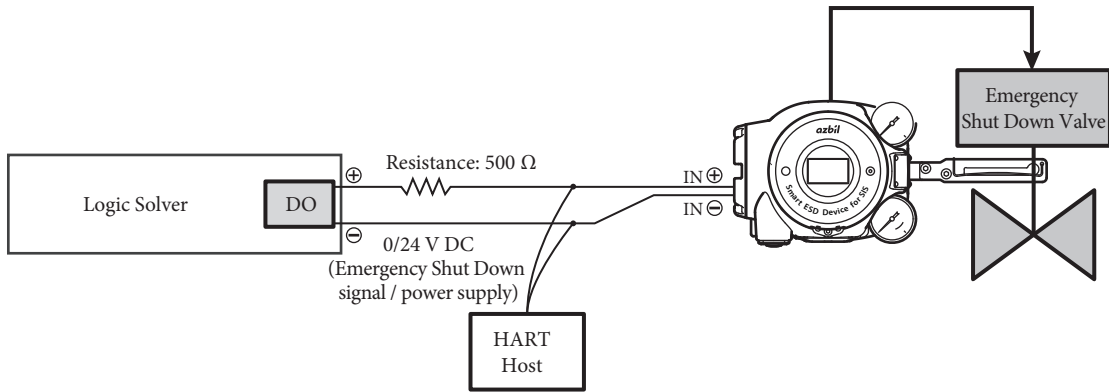 Emergency
Shut Down Valve
azbil
Smart ESD Device for SIS
Resistance: 500 Ω
⊕
IN ⊕
Logic Solver
DO
IN ⊖
⊖
0/24 V DC
(Emergency Shut Down
signal / power supply)
HART
Host